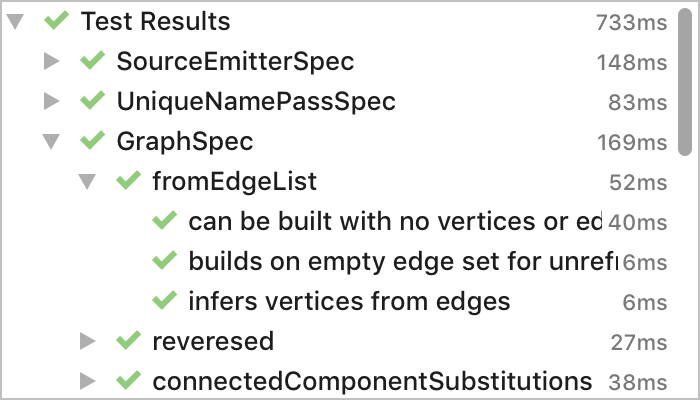 Test Results 733ms
SourceEmitterSpec 148ms
UniqueNamePassSpec 83ms
GraphSpec 169ms
fromEdgeList 52ms
can be built with no vertices or ed 40ms
builds on empty edge set for unref 6ms
infers vertices from edges 6ms
reveresed 27ms
connectedComponentSubstitutions 38ms